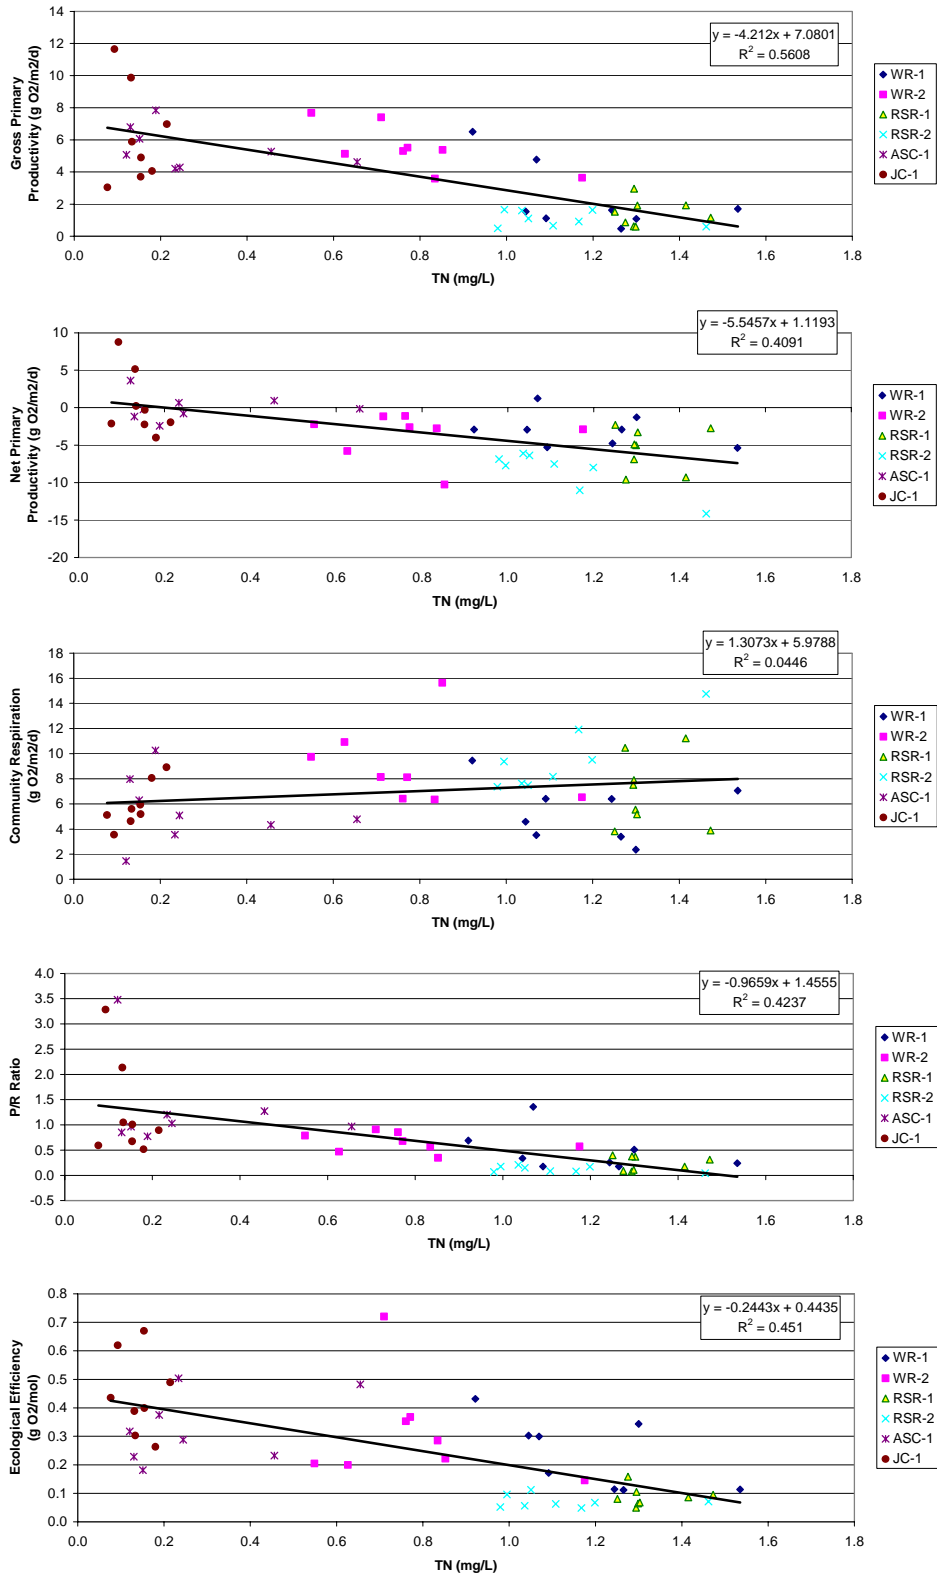 14
12
10
8
6
4
2
0
Gross Primary
Productivity (g O2/m2/d)
y = -4.212x + 7.0801
R² = 0.5608
0.0 0.2 0.4 0.6 0.8 1.0 1.2 1.4 1.6 1.8
TN (mg/L)
WR-1
WR-2
RSR-1
RSR-2
ASC-1
JC-1
10
5
0
-5
-10
-15
-20
Net Primary
Productivity (g O2/m2/d)
y = -5.5457x + 1.1193
R² = 0.4091
0.0 0.2 0.4 0.6 0.8 1.0 1.2 1.4 1.6 1.8
TN (mg/L)
WR-1
WR-2
RSR-1
RSR-2
ASC-1
JC-1
18
16
14
12
10
8
6
4
2
0
Community Respiiration
(g O2/m2/d)
y = 1.3073x + 5.9788
R² = 0.0446
0.0 0.2 0.4 0.6 0.8 1.0 1.2 1.4 1.6 1.8
TN (mg/L)
WR-1
WR-2
RSR-1
RSR-2
ASC-1
JC-1
4.0
3.5
3.0
2.5
2.0
1.5
1.0
0.5
0.0
-0.5
P/R Ratio
y = -0.9659x + 1.4555
R² = 0.4237
0.0 0.2 0.4 0.6 0.8 1.0 1.2 1.4 1.6 1.8
TN (mg/L)
WR-1
WR-2
RSR-1
RSR-2
ASC-1
JC-1
0.8
0.7
0.6
0.5
0.4
0.3
0.2
0.1
0.0
Ecological Efficiency
(g O2/mol)
y = -0.2443x + 0.4435
R² = 0.451
0.0 0.2 0.4 0.6 0.8 1.0 1.2 1.4 1.6 1.8
TN (mg/L)
WR-1
WR-2
RSR-1
RSR-2
ASC-1
JC-1